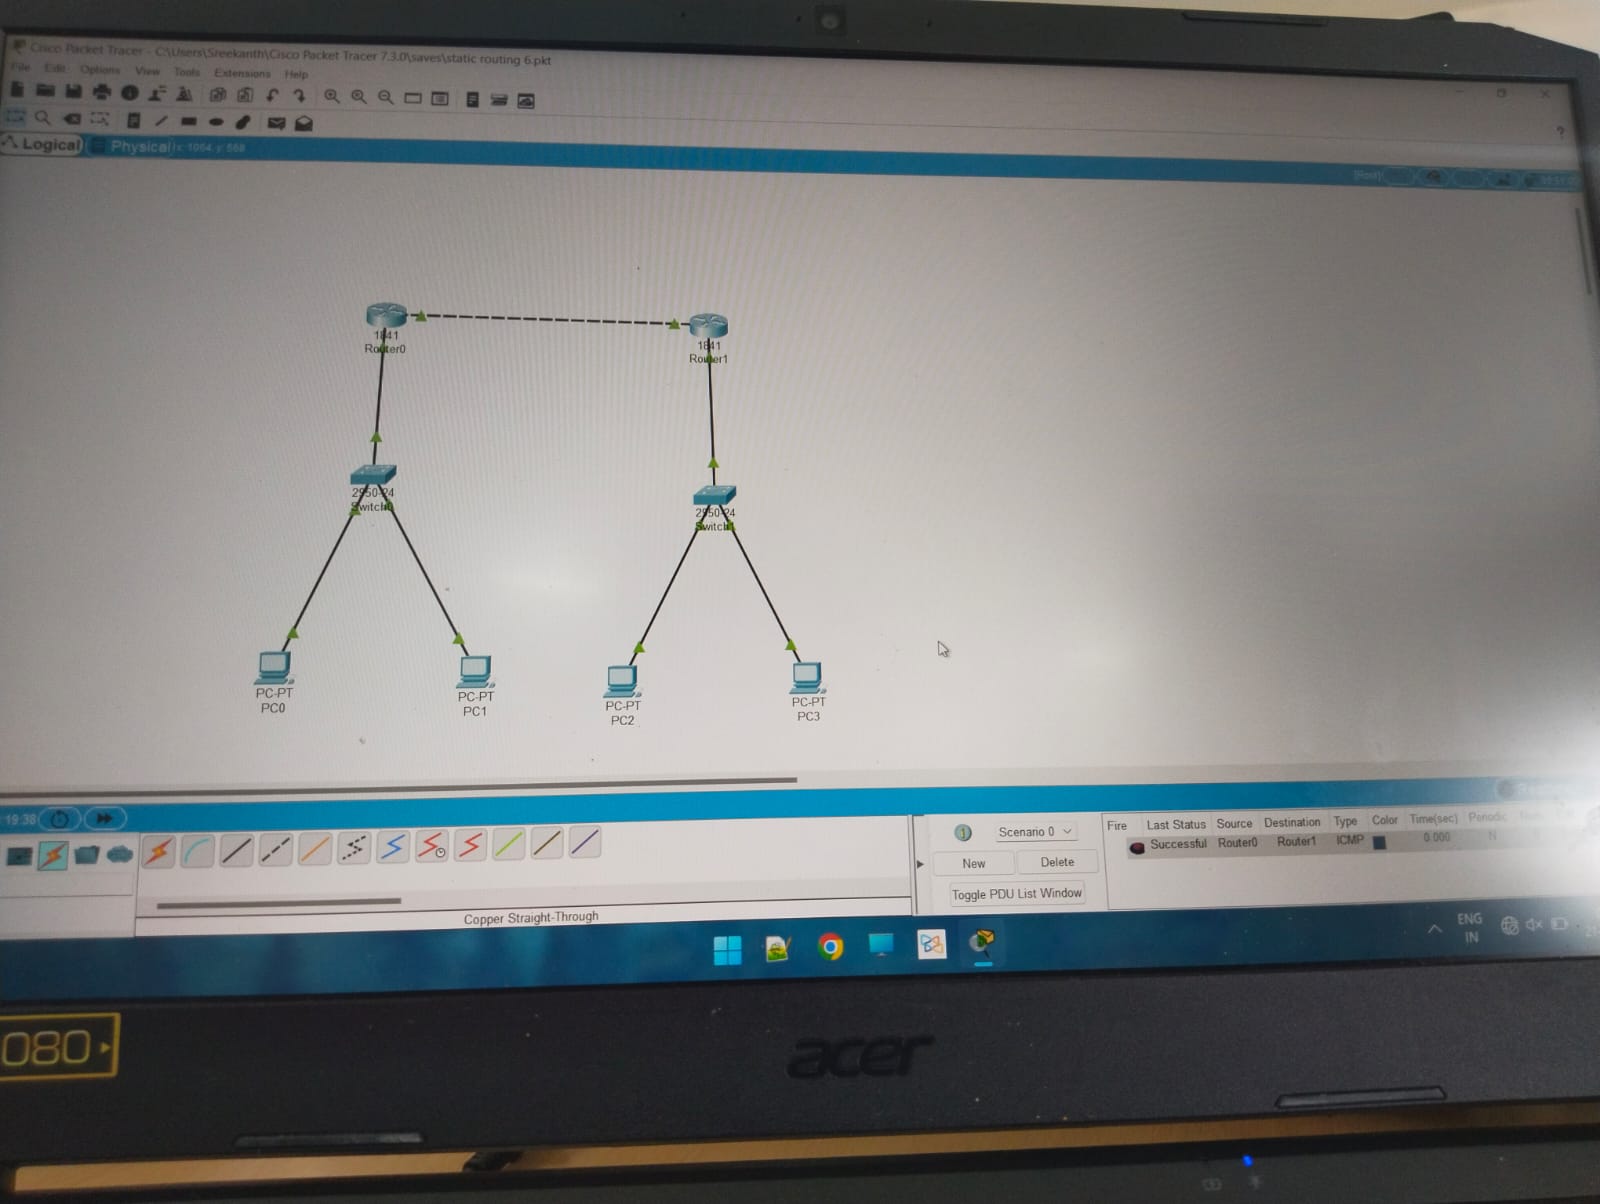 Cisco Packet Tracer - C:\Users\Sreekanth\Cisco Packet Tracer 7.3.0\saves\static routing 6.pkt
File Edit Options View Tools Extensions Help
?
Logical Physical x: 1064 y: 568
[Root]
1841
Router0
1841
Router1
2950-24
Switch0
2950-24
Switch1
PC-PT
PC0
PC-PT
PC1
PC-PT
PC2
PC-PT
PC3
19:38
Scenario 0
New Delete
Toggle PDU List Window
Fire Last Status Source Destination Type Color Time(sec) Periodic
Successful Router0 Router1 ICMP 0.000 N
Copper Straight-Through
ENG
IN
080
acer